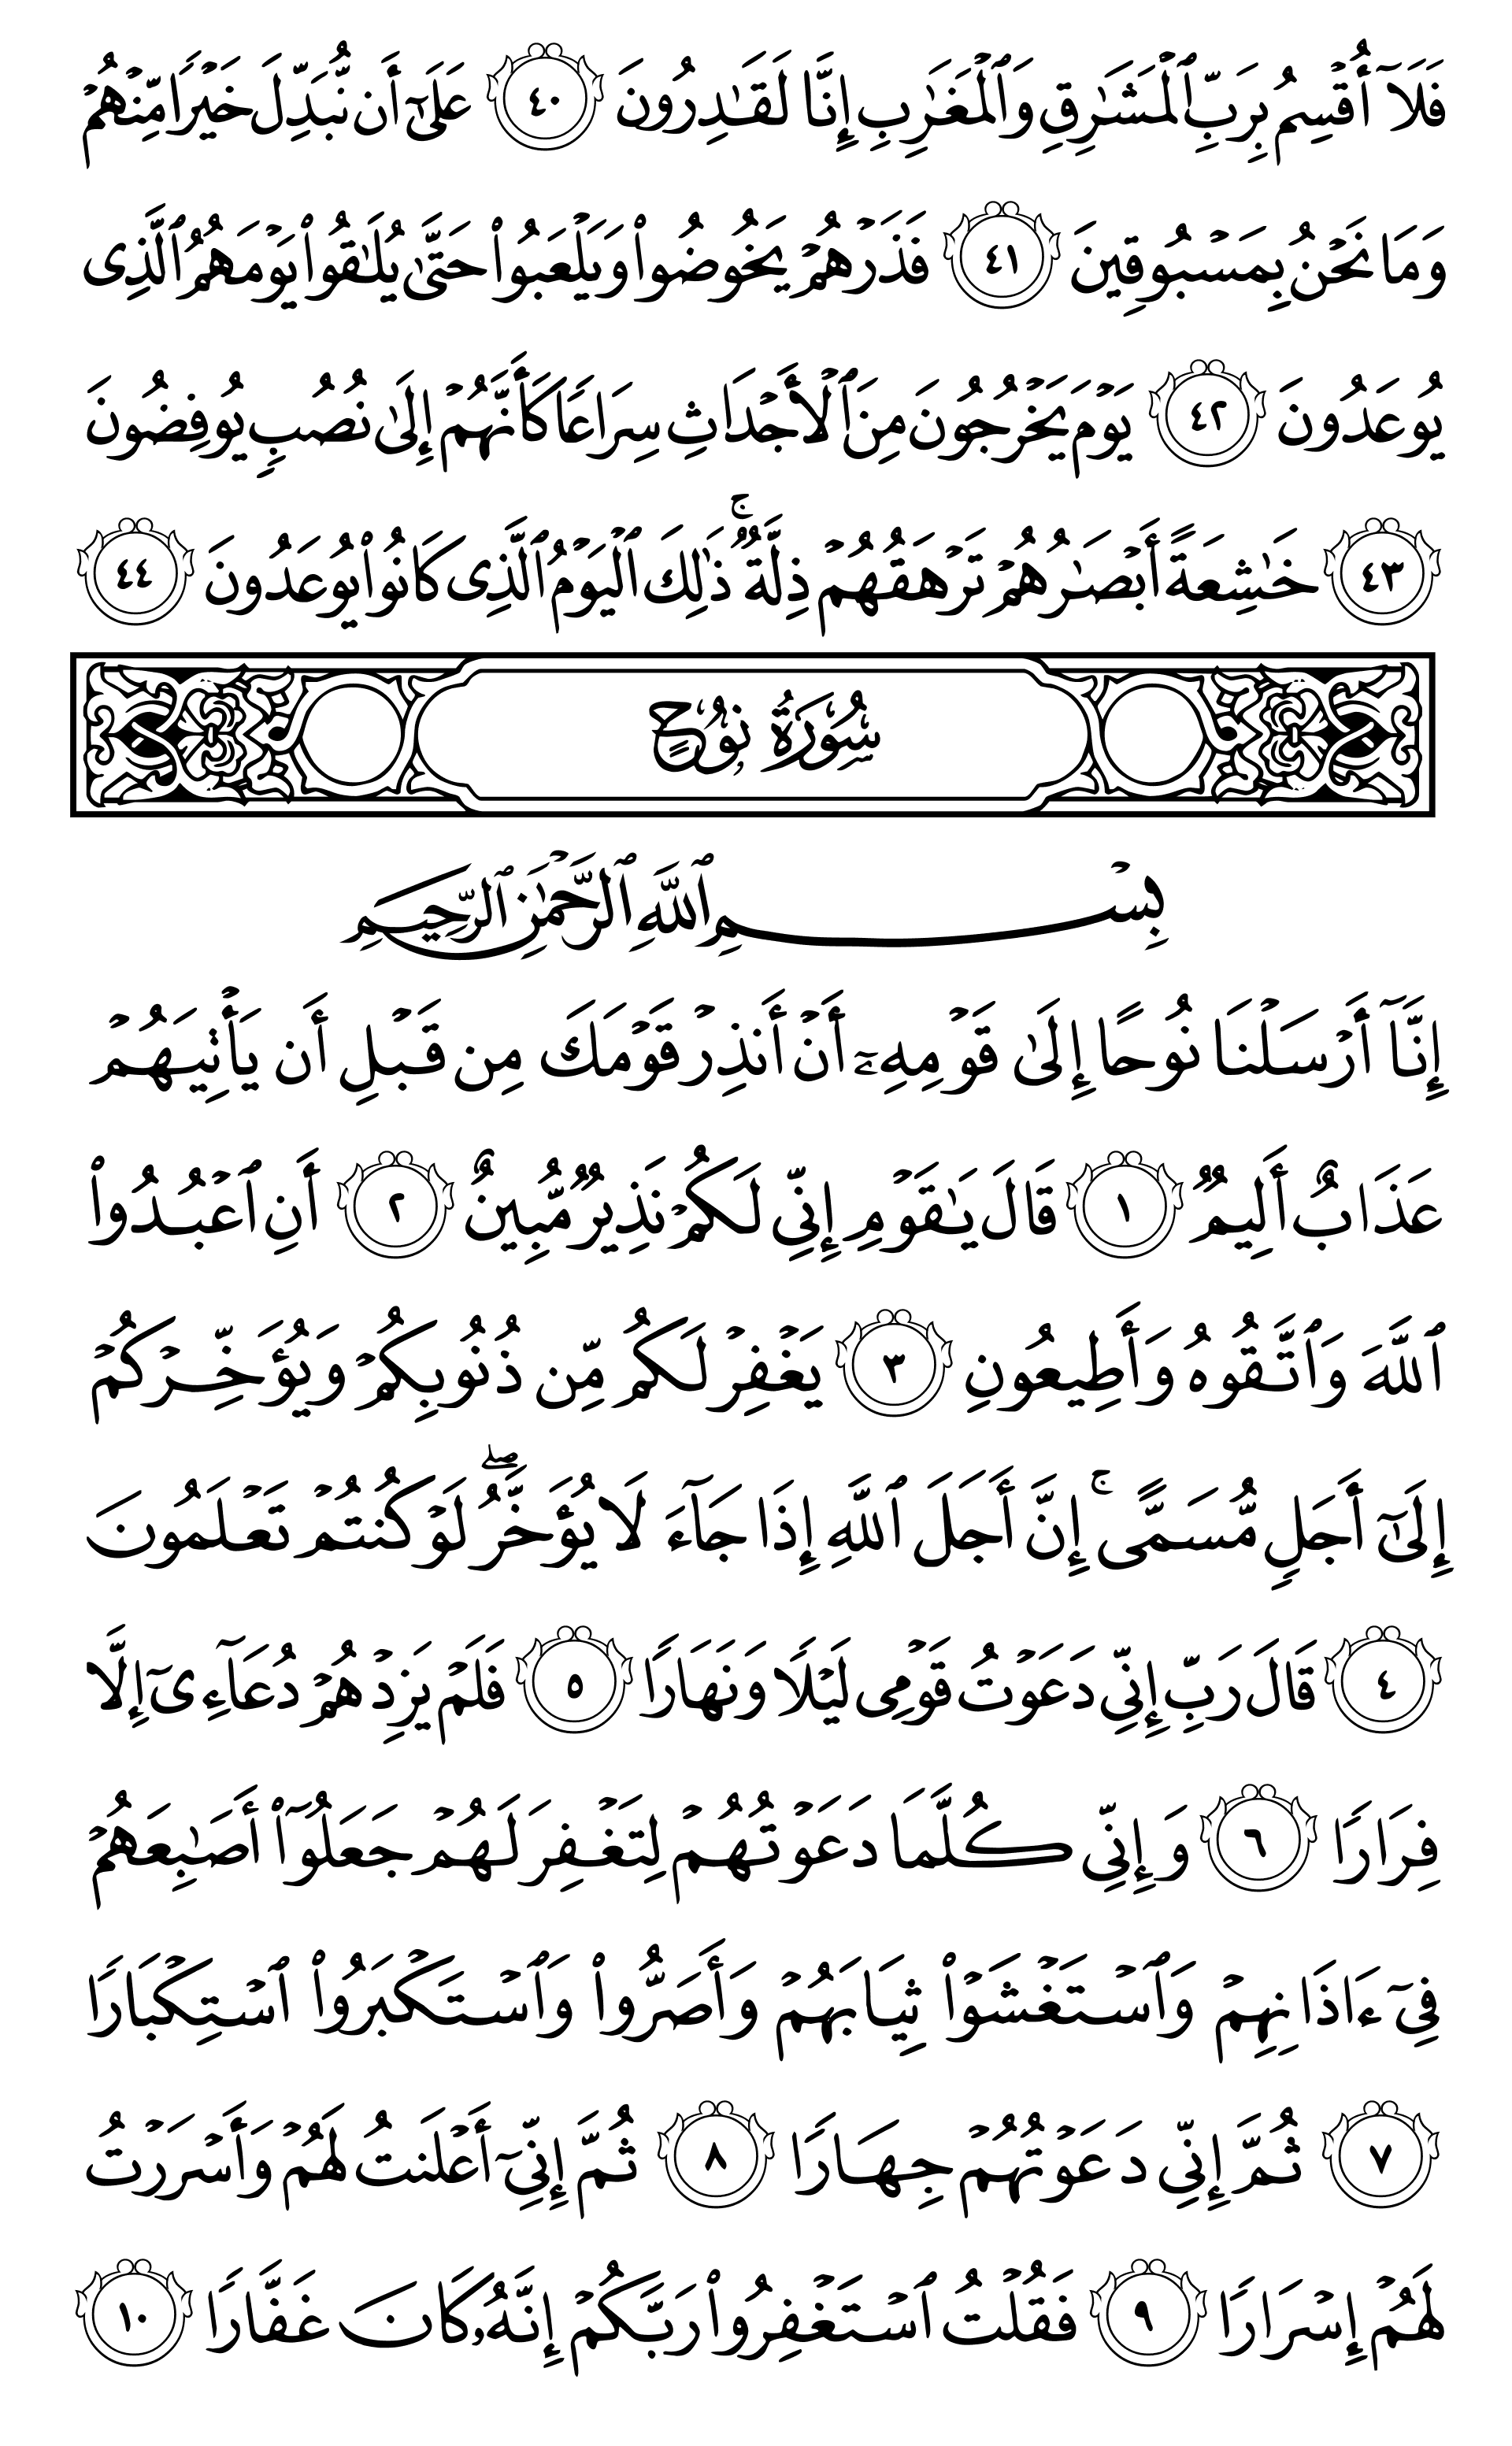 فَلَآ أُقۡسِمُ بِرَبِّ ٱلۡمَشَٰرِقِ وَٱلۡمَغَٰرِبِ إِنَّا لَقَٰدِرُونَ ٤٠ عَلَىٰٓ أَن نُّبَدِّلَ خَيۡرٗا مِّنۡهُمۡ
وَمَا نَحۡنُ بِمَسۡبُوقِينَ ٤١ فَذَرۡهُمۡ يَخُوضُواْ وَيَلۡعَبُواْ حَتَّىٰ يُلَٰقُواْ يَوۡمَهُمُ ٱلَّذِي
يُوعَدُونَ ٤٢ يَوۡمَ يَخۡرُجُونَ مِنَ ٱلۡأَجۡدَاثِ سِرَاعٗا كَأَنَّهُمۡ إِلَىٰ نُصُبٖ يُوفِضُونَ
٤٣ خَٰشِعَةً أَبۡصَٰرُهُمۡ تَرۡهَقُهُمۡ ذِلَّةٞۚ ذَٰلِكَ ٱلۡيَوۡمُ ٱلَّذِي كَانُواْ يُوعَدُونَ ٤٤
سُورَةُ نُوحٍ
بِسۡمِ ٱللَّهِ ٱلرَّحۡمَٰنِ ٱلرَّحِيمِ
إِنَّآ أَرۡسَلۡنَا نُوحًا إِلَىٰ قَوۡمِهِۦٓ أَنۡ أَنذِرۡ قَوۡمَكَ مِن قَبۡلِ أَن يَأۡتِيَهُمۡ
عَذَابٌ أَلِيمٞ ١ قَالَ يَٰقَوۡمِ إِنِّي لَكُمۡ نَذِيرٞ مُّبِينٌ ٢ أَنِ ٱعۡبُدُواْ
ٱللَّهَ وَٱتَّقُوهُ وَأَطِيعُونِ ٣ يَغۡفِرۡ لَكُم مِّن ذُنُوبِكُمۡ وَيُؤَخِّرۡكُمۡ
إِلَىٰٓ أَجَلٖ مُّسَمًّىۚ إِنَّ أَجَلَ ٱللَّهِ إِذَا جَآءَ لَا يُؤَخَّرُۖ لَوۡ كُنتُمۡ تَعۡلَمُونَ
٤ قَالَ رَبِّ إِنِّي دَعَوۡتُ قَوۡمِي لَيۡلٗا وَنَهَارٗا ٥ فَلَمۡ يَزِدۡهُمۡ دُعَآءِيٓ إِلَّا
فِرَارٗا ٦ وَإِنِّي كُلَّمَا دَعَوۡتُهُمۡ لِتَغۡفِرَ لَهُمۡ جَعَلُوٓاْ أَصَٰبِعَهُمۡ
فِيٓ ءَاذَانِهِمۡ وَٱسۡتَغۡشَوۡاْ ثِيَابَهُمۡ وَأَصَرُّواْ وَٱسۡتَكۡبَرُواْ ٱسۡتِكۡبَارٗا
٧ ثُمَّ إِنِّي دَعَوۡتُهُمۡ جِهَارٗا ٨ ثُمَّ إِنِّيٓ أَعۡلَنتُ لَهُمۡ وَأَسۡرَرۡتُ
لَهُمۡ إِسۡرَارٗا ٩ فَقُلۡتُ ٱسۡتَغۡفِرُواْ رَبَّكُمۡ إِنَّهُۥ كَانَ غَفَّارٗا ١٠